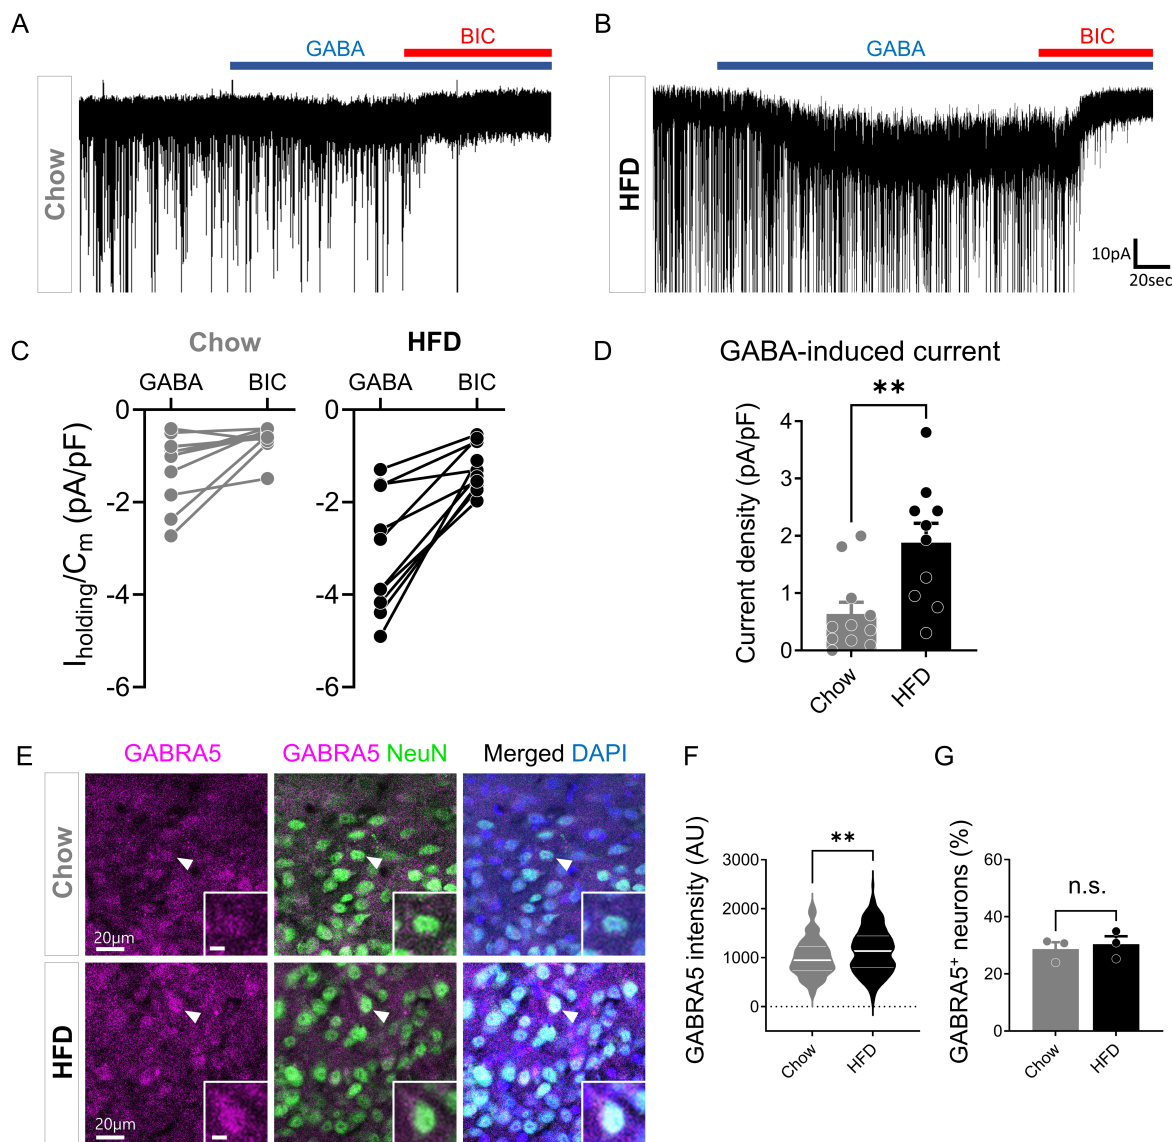 A
GABA
BIC
Chow
B
GABA
BIC
HFD
10pA
20sec
C
Chow
HFD
GABA
BIC
GABA
BIC
0
-2
-4
-6
0
-2
-4
-6
Iholding/Cm (pA/pF)
D
GABA-induced current
**
Current density (pA/pF)
4
3
2
1
0
Chow
HFD
E
GABRA5
GABRA5 NeuN
Merged DAPI
Chow
20µm
HFD
20µm
F
GABRA5 intensity (AU)
**
3000
2000
1000
0
Chow
HFD
G
GABRA5⁺ neurons (%)
n.s.
60
40
20
0
Chow
HFD